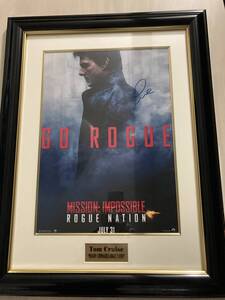 GO ROGUE
MISSION: IMPOSSIBLE
ROGUE NATION
JULY 31
Tom Cruise